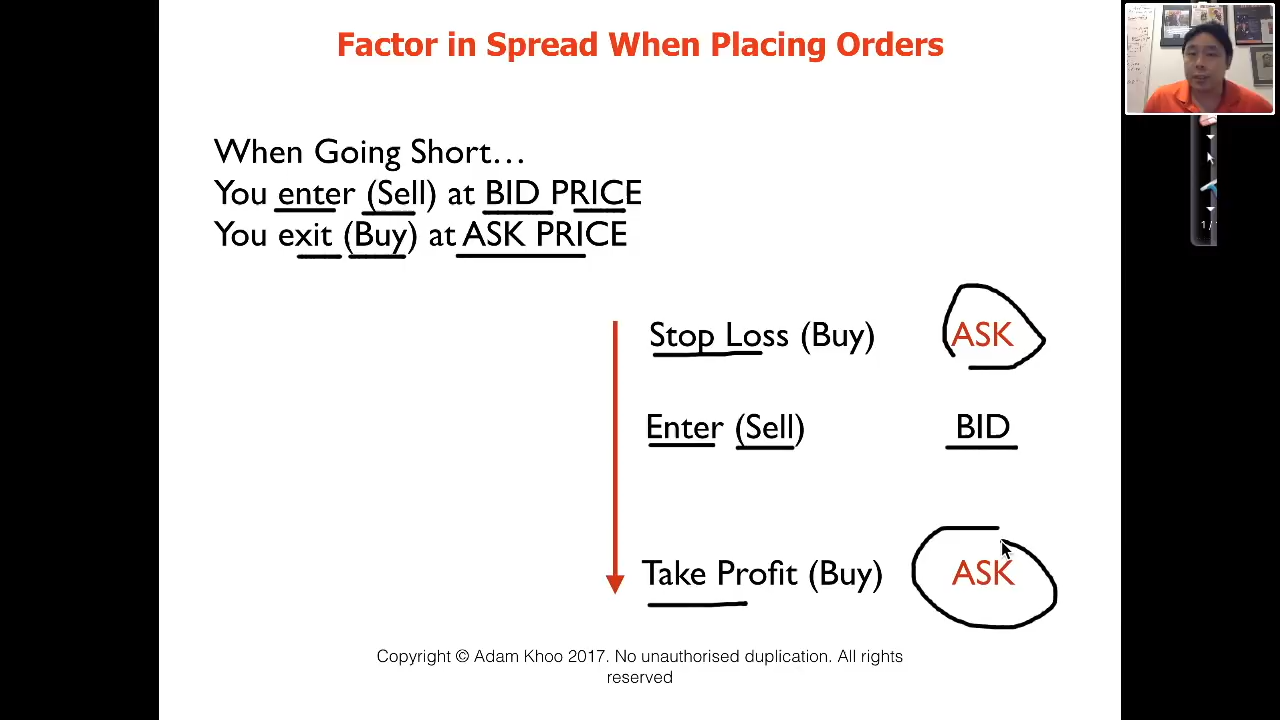 Factor in Spread When Placing Orders
When Going Short…
You enter (Sell) at BID PRICE
You exit (Buy) at ASK PRICE
Stop Loss (Buy) ASK
Enter (Sell) BID
Take Profit (Buy) ASK
Copyright © Adam Khoo 2017. No unauthorised duplication. All rights
reserved